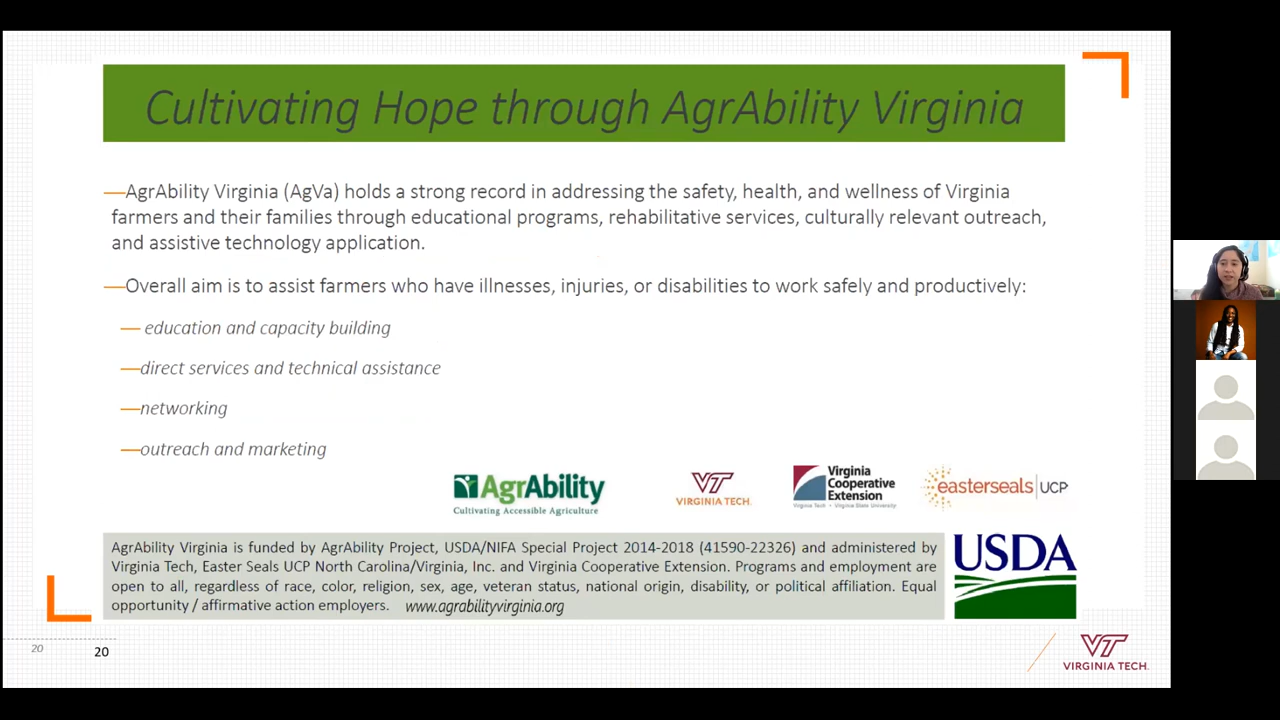 Cultivating Hope through AgrAbility Virginia
—AgrAbility Virginia (AgVa) holds a strong record in addressing the safety, health, and wellness of Virginia
farmers and their families through educational programs, rehabilitative services, culturally relevant outreach,
and assistive technology application.
—Overall aim is to assist farmers who have illnesses, injuries, or disabilities to work safely and productively:
— education and capacity building
—direct services and technical assistance
—networking
—outreach and marketing
AgrAbility
Cultivating Accessible Agriculture
VT
VIRGINIA TECH.
Virginia
Cooperative
Extension
Virginia Tech • Virginia State University
easterseals UCP
AgrAbility Virginia is funded by AgrAbility Project, USDA/NIFA Special Project 2014-2018 (41590-22326) and administered by
Virginia Tech, Easter Seals UCP North Carolina/Virginia, Inc. and Virginia Cooperative Extension. Programs and employment are
open to all, regardless of race, color, religion, sex, age, veteran status, national origin, disability, or political affiliation. Equal
opportunity / affirmative action employers. www.agrabilityvirginia.org
USDA
20
20
VT
VIRGINIA TECH.